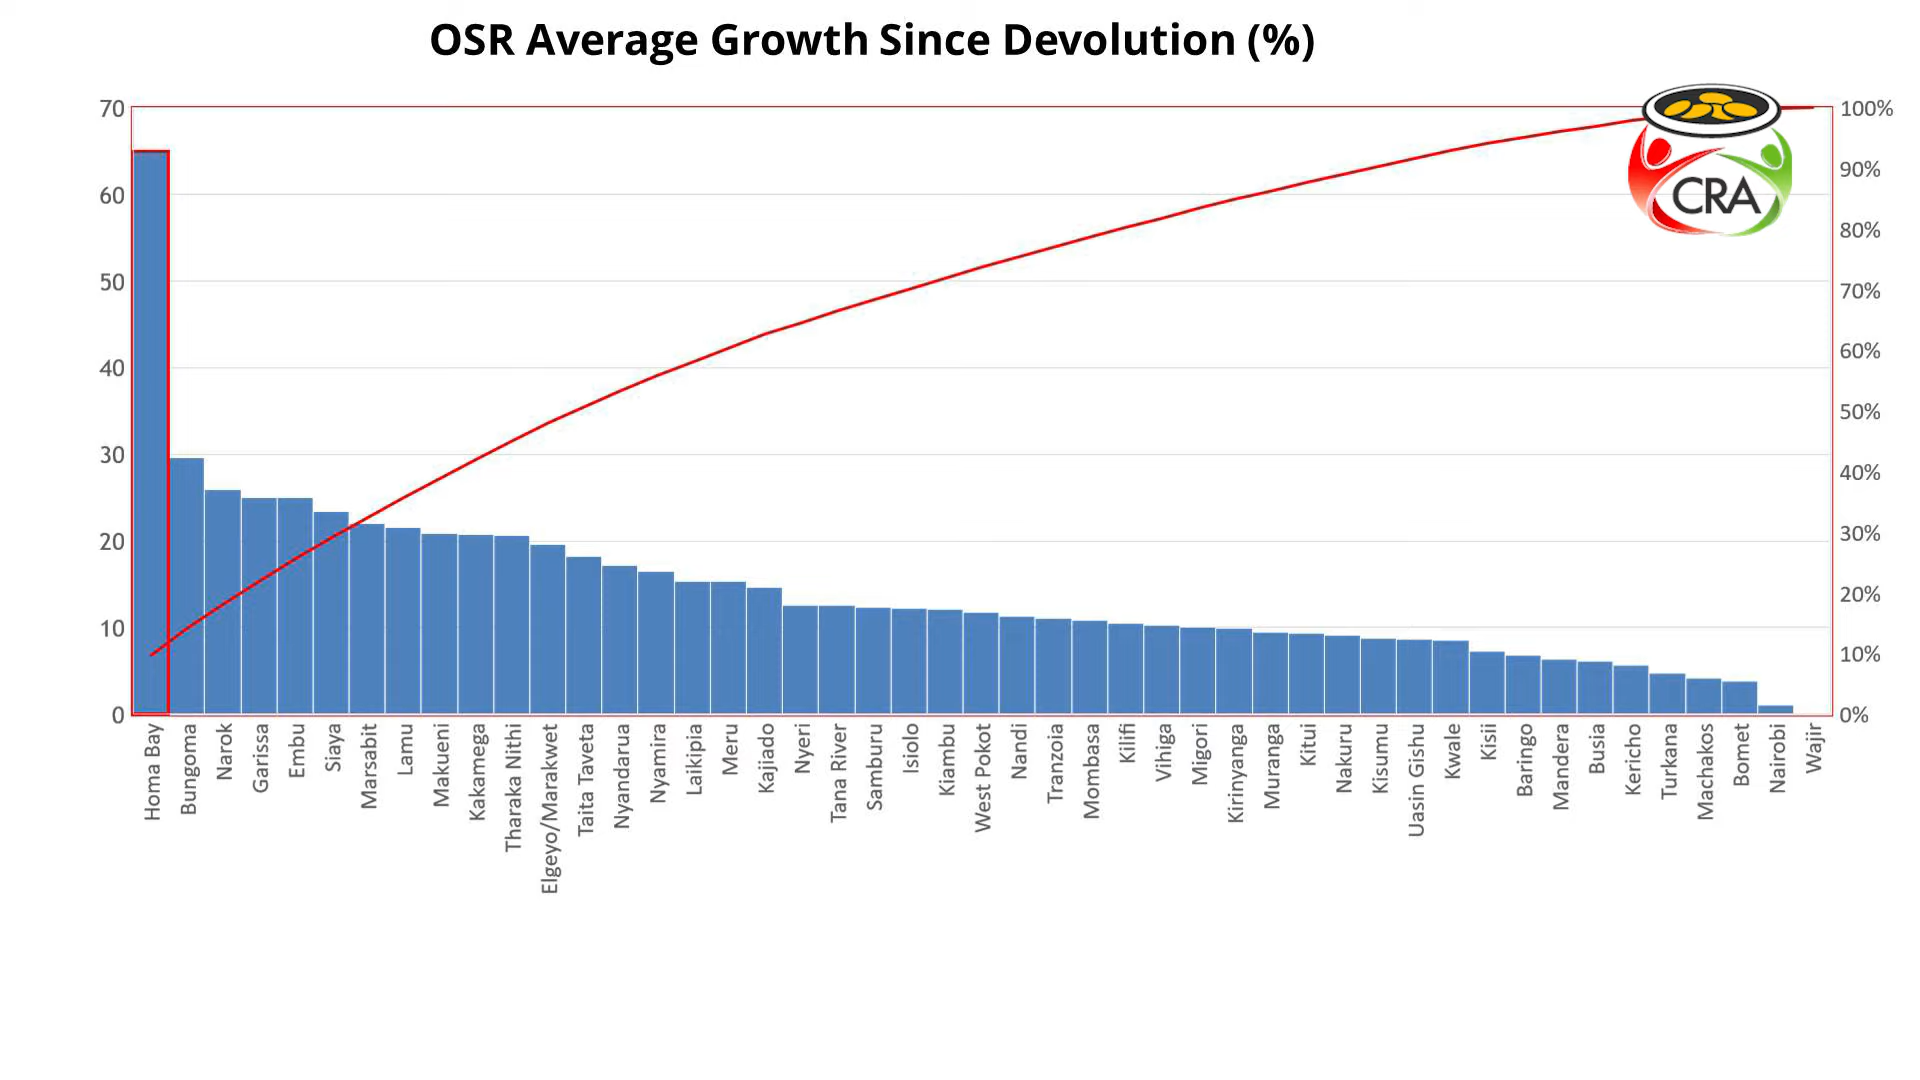 OSR Average Growth Since Devolution (%)
70
60
50
40
30
20
10
0
100%
90%
80%
70%
60%
50%
40%
30%
20%
10%
0%
CRA
Homa Bay
Bungoma
Narok
Garissa
Embu
Siaya
Marsabit
Lamu
Makueni
Kakamega
Tharaka Nithi
Elgeyo/Marakwet
Taita Taveta
Nyandarua
Nyamira
Laikipia
Meru
Kajiado
Nyeri
Tana River
Samburu
Isiolo
Kiambu
West Pokot
Nandi
Tranzoia
Mombasa
Kilifi
Vihiga
Migori
Kirinyanga
Muranga
Kitui
Nakuru
Kisumu
Uasin Gishu
Kwale
Kisii
Baringo
Mandera
Busia
Kericho
Turkana
Machakos
Bomet
Nairobi
Wajir